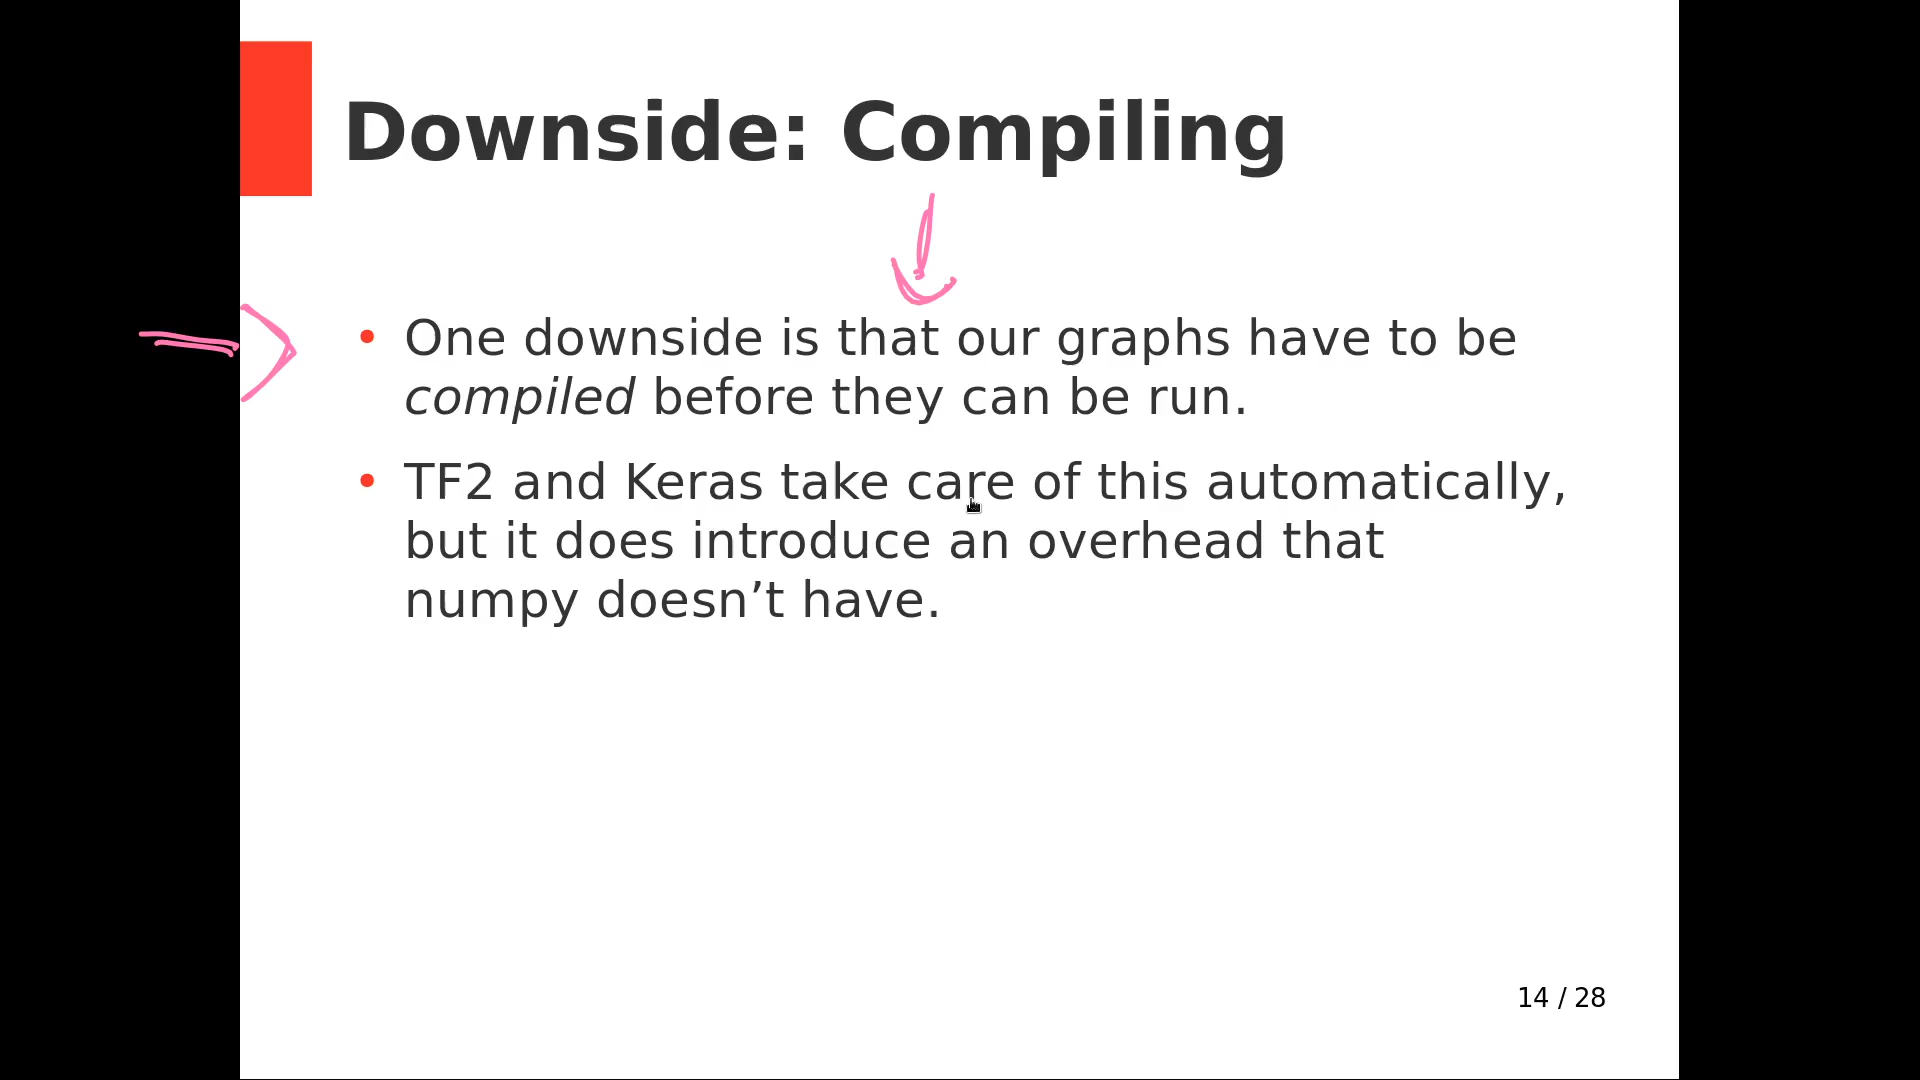 Downside: Compiling
• One downside is that our graphs have to be
compiled before they can be run.
• TF2 and Keras take care of this automatically,
but it does introduce an overhead that
numpy doesn’t have.
14 / 28